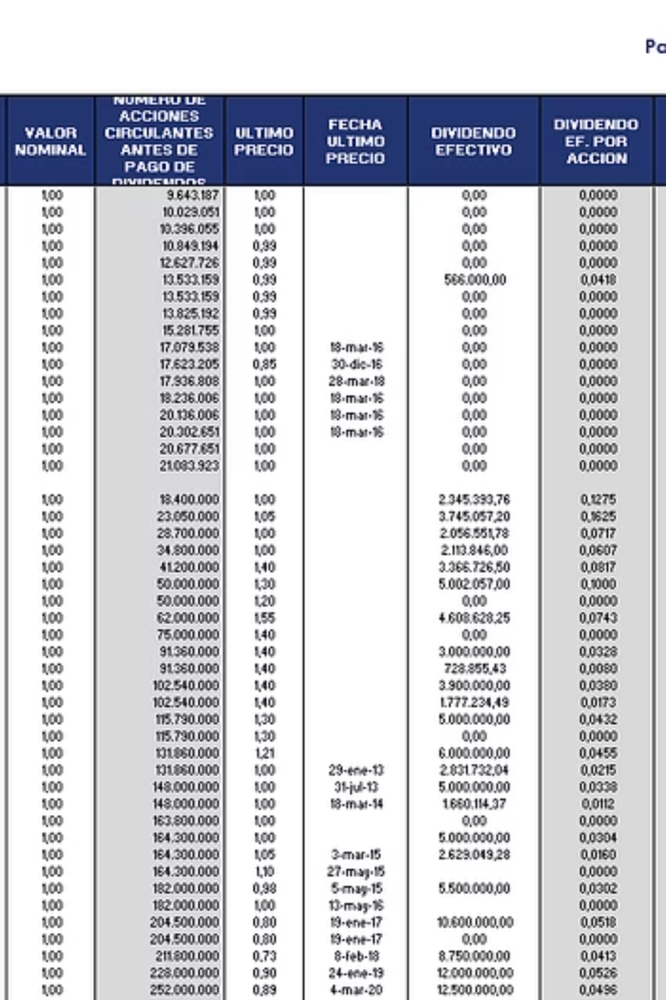 Pa
VALOR NOMINAL
NUMERO DE ACCIONES CIRCULANTES ANTES DE PAGO DE DIVIDENDOS
ULTIMO PRECIO
FECHA ULTIMO PRECIO
DIVIDENDO EFECTIVO
DIVIDENDO EF. POR ACCION
1,00 9.643.187 1,00 0,00 0,0000
1,00 10.029.051 1,00 0,00 0,0000
1,00 10.396.055 1,00 0,00 0,0000
1,00 10.849.194 0,99 0,00 0,0000
1,00 12.627.726 0,99 0,00 0,0000
1,00 13.533.159 0,99 566.000,00 0,0418
1,00 13.533.159 0,99 0,00 0,0000
1,00 13.825.192 0,99 0,00 0,0000
1,00 15.281.755 1,00 0,00 0,0000
1,00 17.079.538 1,00 18-mar-16 0,00 0,0000
1,00 17.623.205 0,85 30-dic-16 0,00 0,0000
1,00 17.936.808 1,00 28-mar-18 0,00 0,0000
1,00 18.236.006 1,00 18-mar-16 0,00 0,0000
1,00 20.136.006 1,00 18-mar-16 0,00 0,0000
1,00 20.302.651 1,00 18-mar-16 0,00 0,0000
1,00 20.677.651 1,00 0,00 0,0000
1,00 21.083.923 1,00 0,00 0,0000
1,00 18.400.000 1,00 2.345.393,76 0,1275
1,00 23.050.000 1,05 3.745.057,20 0,1625
1,00 28.700.000 1,00 2.056.551,78 0,0717
1,00 34.800.000 1,00 2.113.846,00 0,0607
1,00 41.200.000 1,40 3.366.726,50 0,0817
1,00 50.000.000 1,30 5.002.057,00 0,1000
1,00 50.000.000 1,20 0,00 0,0000
1,00 62.000.000 1,55 4.608.628,25 0,0743
1,00 75.000.000 1,40 0,00 0,0000
1,00 91.360.000 1,40 3.000.000,00 0,0328
1,00 91.360.000 1,40 728.855,43 0,0080
1,00 102.540.000 1,40 3.900.000,00 0,0380
1,00 102.540.000 1,40 1.777.234,49 0,0173
1,00 115.790.000 1,30 5.000.000,00 0,0432
1,00 115.790.000 1,30 0,00 0,0000
1,00 131.860.000 1,21 6.000.000,00 0,0455
1,00 131.860.000 1,00 29-ene-13 2.831.732,04 0,0215
1,00 148.000.000 1,00 31-jul-13 5.000.000,00 0,0338
1,00 148.000.000 1,00 18-mar-14 1.660.114,37 0,0112
1,00 163.800.000 1,00 0,00 0,0000
1,00 164.300.000 1,00 5.000.000,00 0,0304
1,00 164.300.000 1,05 3-mar-15 2.629.049,28 0,0160
1,00 164.300.000 1,10 27-may-15 0,0000
1,00 182.000.000 0,98 5-may-15 5.500.000,00 0,0302
1,00 182.000.000 1,00 13-may-16 0,0000
1,00 204.500.000 0,80 19-ene-17 10.600.000,00 0,0518
1,00 204.500.000 0,80 19-ene-17 0,00 0,0000
1,00 211.800.000 0,73 8-feb-18 8.750.000,00 0,0413
1,00 228.000.000 0,90 24-ene-19 12.000.000,00 0,0526
1,00 252.000.000 0,89 4-mar-20 12.500.000,00 0,0496